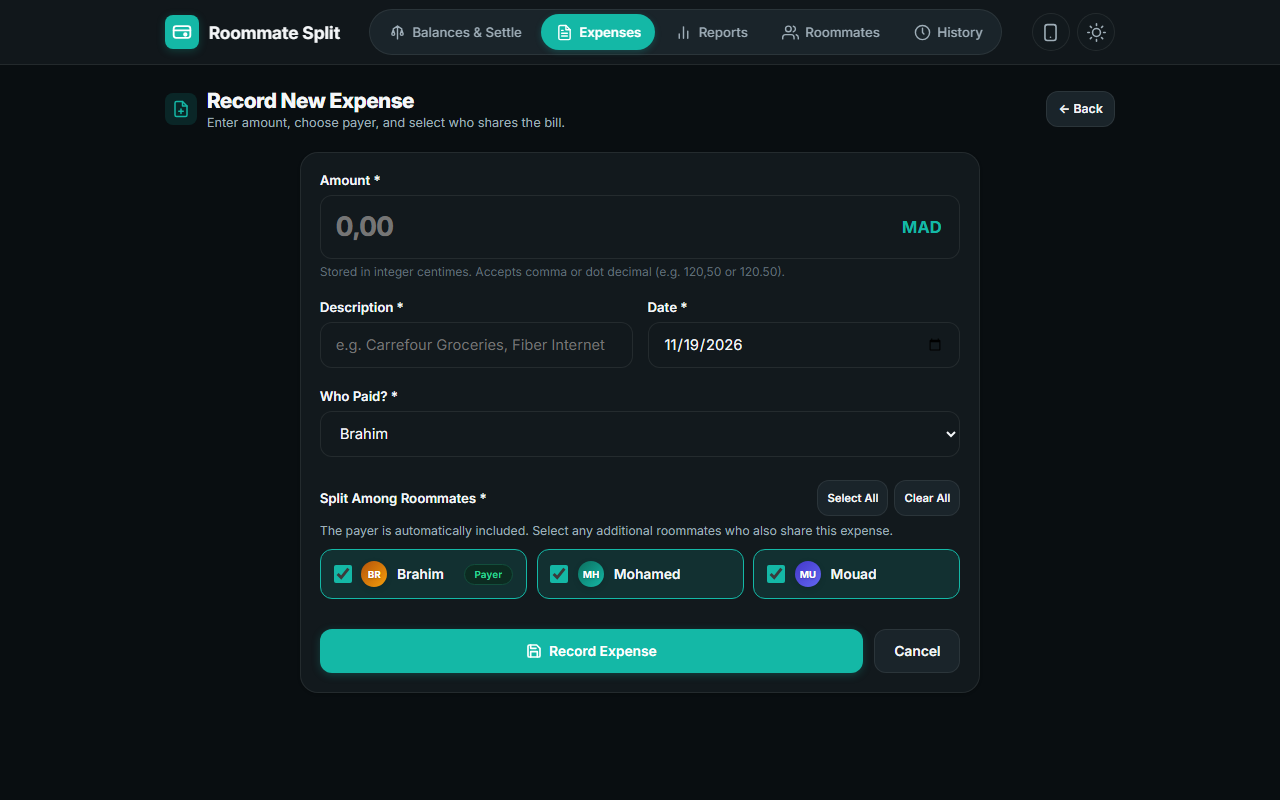 Roommate Split
Balances & Settle
Expenses
Reports
Roommates
History
Record New Expense
Enter amount, choose payer, and select who shares the bill.
← Back
Amount *
0,00
MAD
Stored in integer centimes. Accepts comma or dot decimal (e.g. 120,50 or 120.50).
Description *
Date *
e.g. Carrefour Groceries, Fiber Internet
11/19/2026
Who Paid? *
Brahim
Split Among Roommates *
Select All
Clear All
The payer is automatically included. Select any additional roommates who also share this expense.
BR Brahim Payer
MH Mohamed
MU Mouad
Record Expense
Cancel